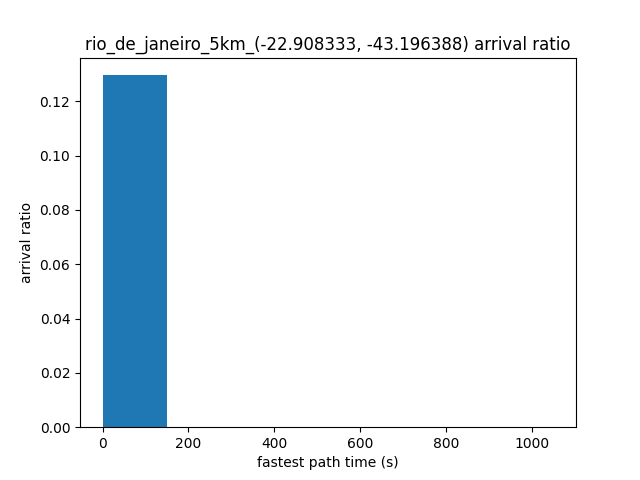 rio_de_janeiro_5km_(-22.908333, -43.196388) arrival ratio
arrival ratio
0.12
0.10
0.08
0.06
0.04
0.02
0.00
0 200 400 600 800 1000
fastest path time (s)